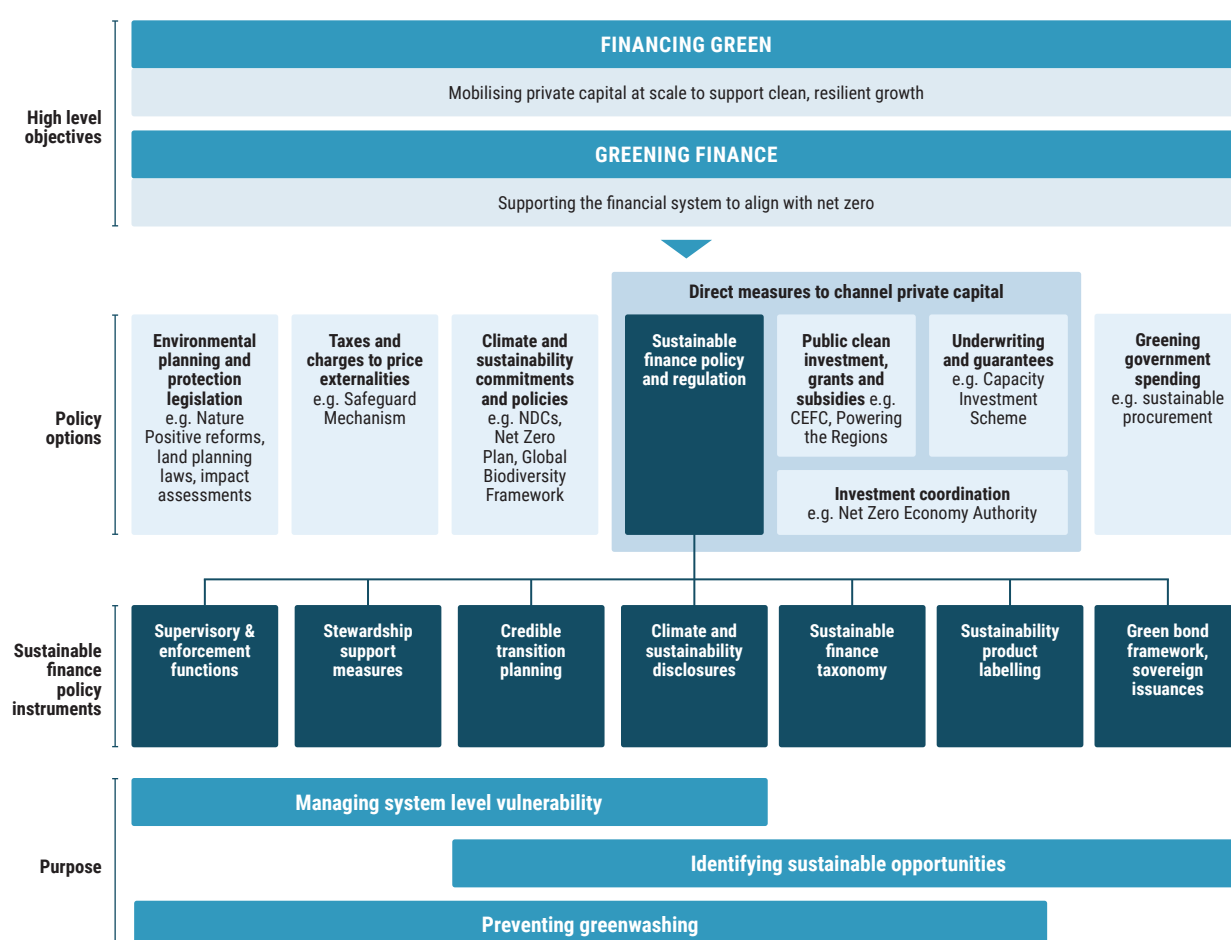 FINANCING GREEN
Mobilising private capital at scale to support clean, resilient growth
High level
objectives
GREENING FINANCE
Supporting the financial system to align with net zero
Direct measures to channel private capital
Policy
options
Environmental
planning and
protection
legislation
e.g. Nature
Positive reforms,
land planning
laws, impact
assessments
Taxes and
charges to price
externalities
e.g. Safeguard
Mechanism
Climate and
sustainability
commitments
and policies
e.g. NDCs,
Net Zero
Plan, Global
Biodiversity
Framework
Sustainable
finance policy
and regulation
Public clean
investment,
grants and
subsidies e.g.
CEFC, Powering
the Regions
Underwriting
and guarantees
e.g. Capacity
Investment
Scheme
Investment coordination
e.g. Net Zero Economy Authority
Greening
government
spending
e.g. sustainable
procurement
Sustainable
finance
policy
instruments
Supervisory &
enforcement
functions
Stewardship
support
measures
Credible
transition
planning
Climate and
sustainability
disclosures
Sustainable
finance
taxonomy
Sustainability
product
labelling
Green bond
framework,
sovereign
issuances
Purpose
Managing system level vulnerability
Identifying sustainable opportunities
Preventing greenwashing